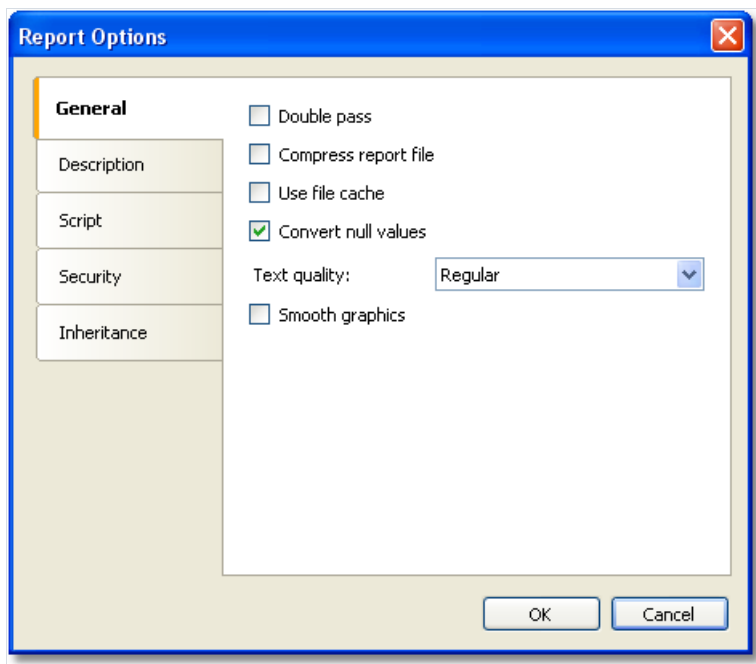 Report Options
General
Description
Script
Security
Inheritance
Double pass
Compress report file
Use file cache
Convert null values
Text quality: Regular
Smooth graphics
OK Cancel